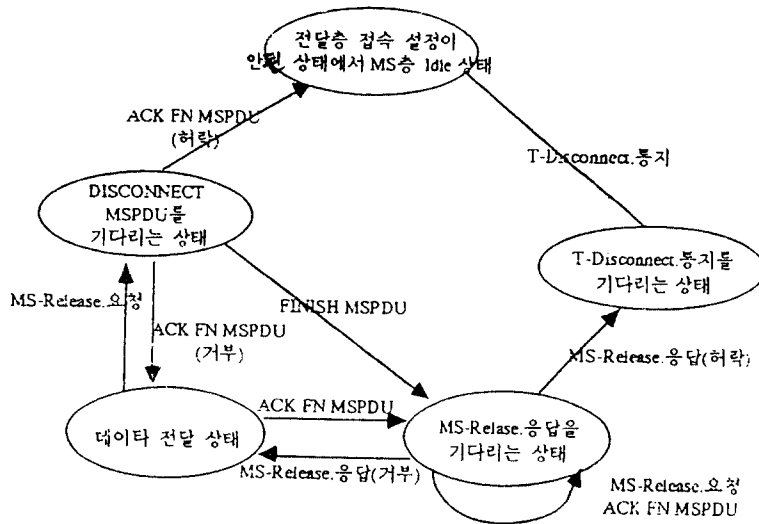 전달층 접속 설정이
안된 상태에서 MS층 Idle 상태
ACK FN MSPDU
(허락)
T-Disconnect.통지
DISCONNECT
MSPDU를
기다리는 상태
T-Disconnect.통지를
기다리는 상태
MS-Release.요청
FINISH MSPDU
ACK FN MSPDU
(거부)
MS-Release.응답(허락)
데이타 전달 상태
ACK FN MSPDU
MS-Relase.응답을
기다리는 상태
MS-Release.응답(거부)
MS-Release.요청
ACK FN MSPDU